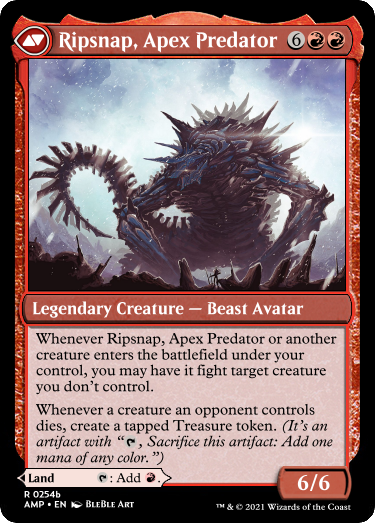 Ripsnap, Apex Predator 6
Legendary Creature — Beast Avatar
Whenever Ripsnap, Apex Predator or another
creature enters the battlefield under your
control, you may have it fight target creature
you don't control.
Whenever a creature an opponent controls
dies, create a tapped Treasure token. (It's an
artifact with “, Sacrifice this artifact: Add one
mana of any color.”)
Land : Add .
6/6
R 0254b
AMP • EN BleBle Art
™ & © 2021 Wizards of the Coast